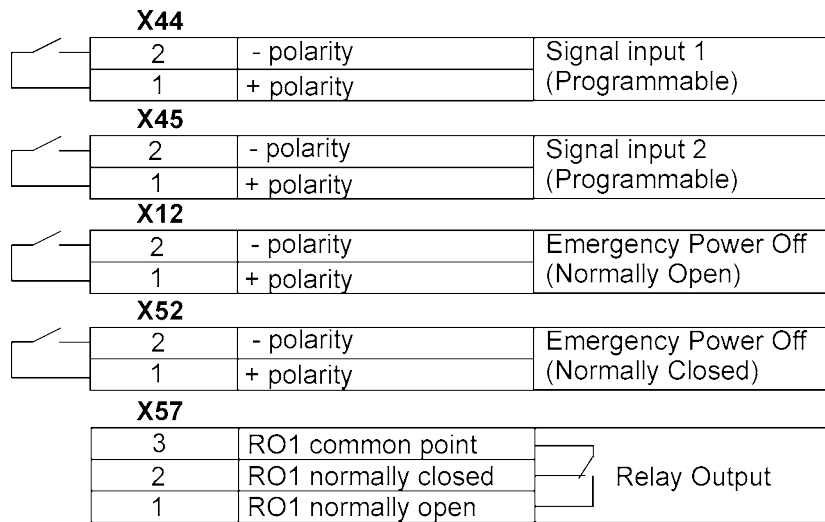 X44
2 - polarity Signal input 1
1 + polarity (Programmable)
X45
2 - polarity Signal input 2
1 + polarity (Programmable)
X12
2 - polarity Emergency Power Off
1 + polarity (Normally Open)
X52
2 - polarity Emergency Power Off
1 + polarity (Normally Closed)
X57
3 RO1 common point
2 RO1 normally closed Relay Output
1 RO1 normally open